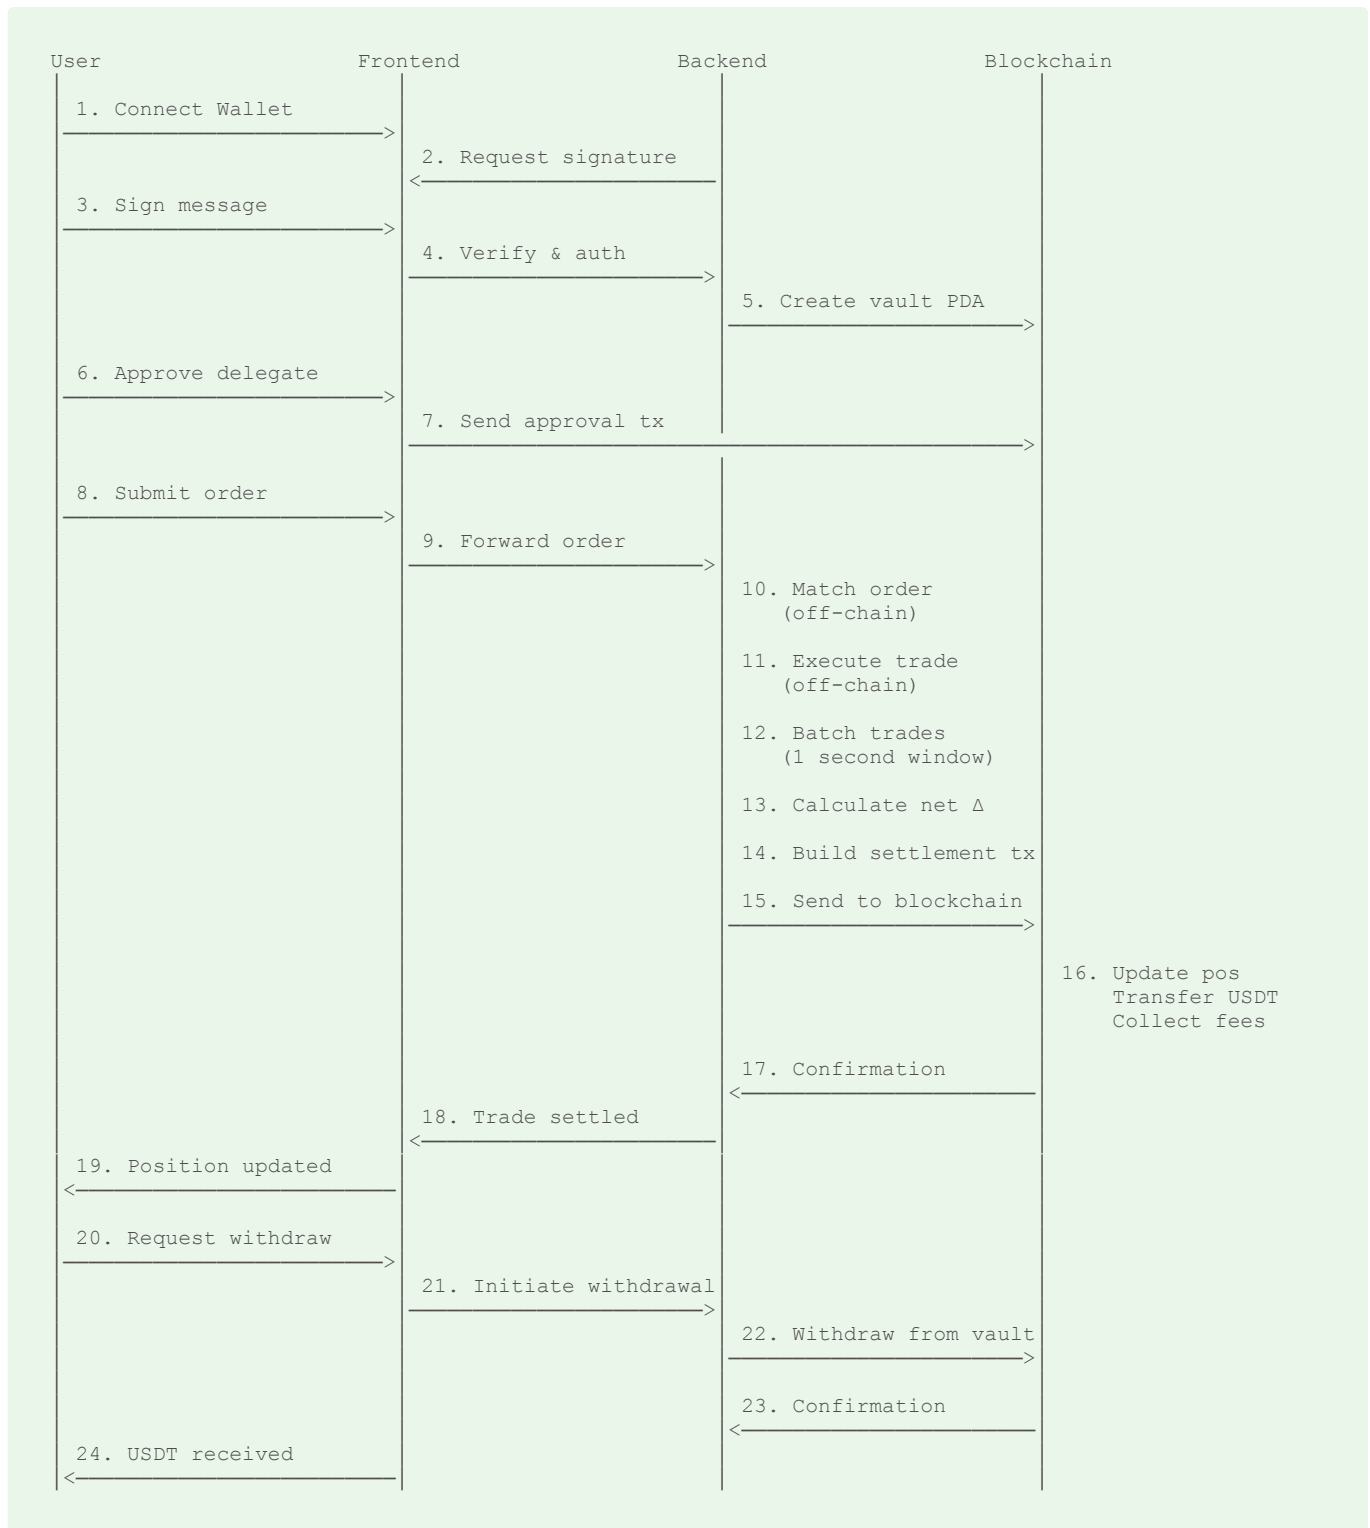 User Frontend Backend Blockchain
1. Connect Wallet
2. Request signature
3. Sign message
4. Verify & auth
5. Create vault PDA
6. Approve delegate
7. Send approval tx
8. Submit order
9. Forward order
10. Match order
(off-chain)
11. Execute trade
(off-chain)
12. Batch trades
(1 second window)
13. Calculate net Δ
14. Build settlement tx
15. Send to blockchain
16. Update pos
Transfer USDT
Collect fees
17. Confirmation
18. Trade settled
19. Position updated
20. Request withdraw
21. Initiate withdrawal
22. Withdraw from vault
23. Confirmation
24. USDT received